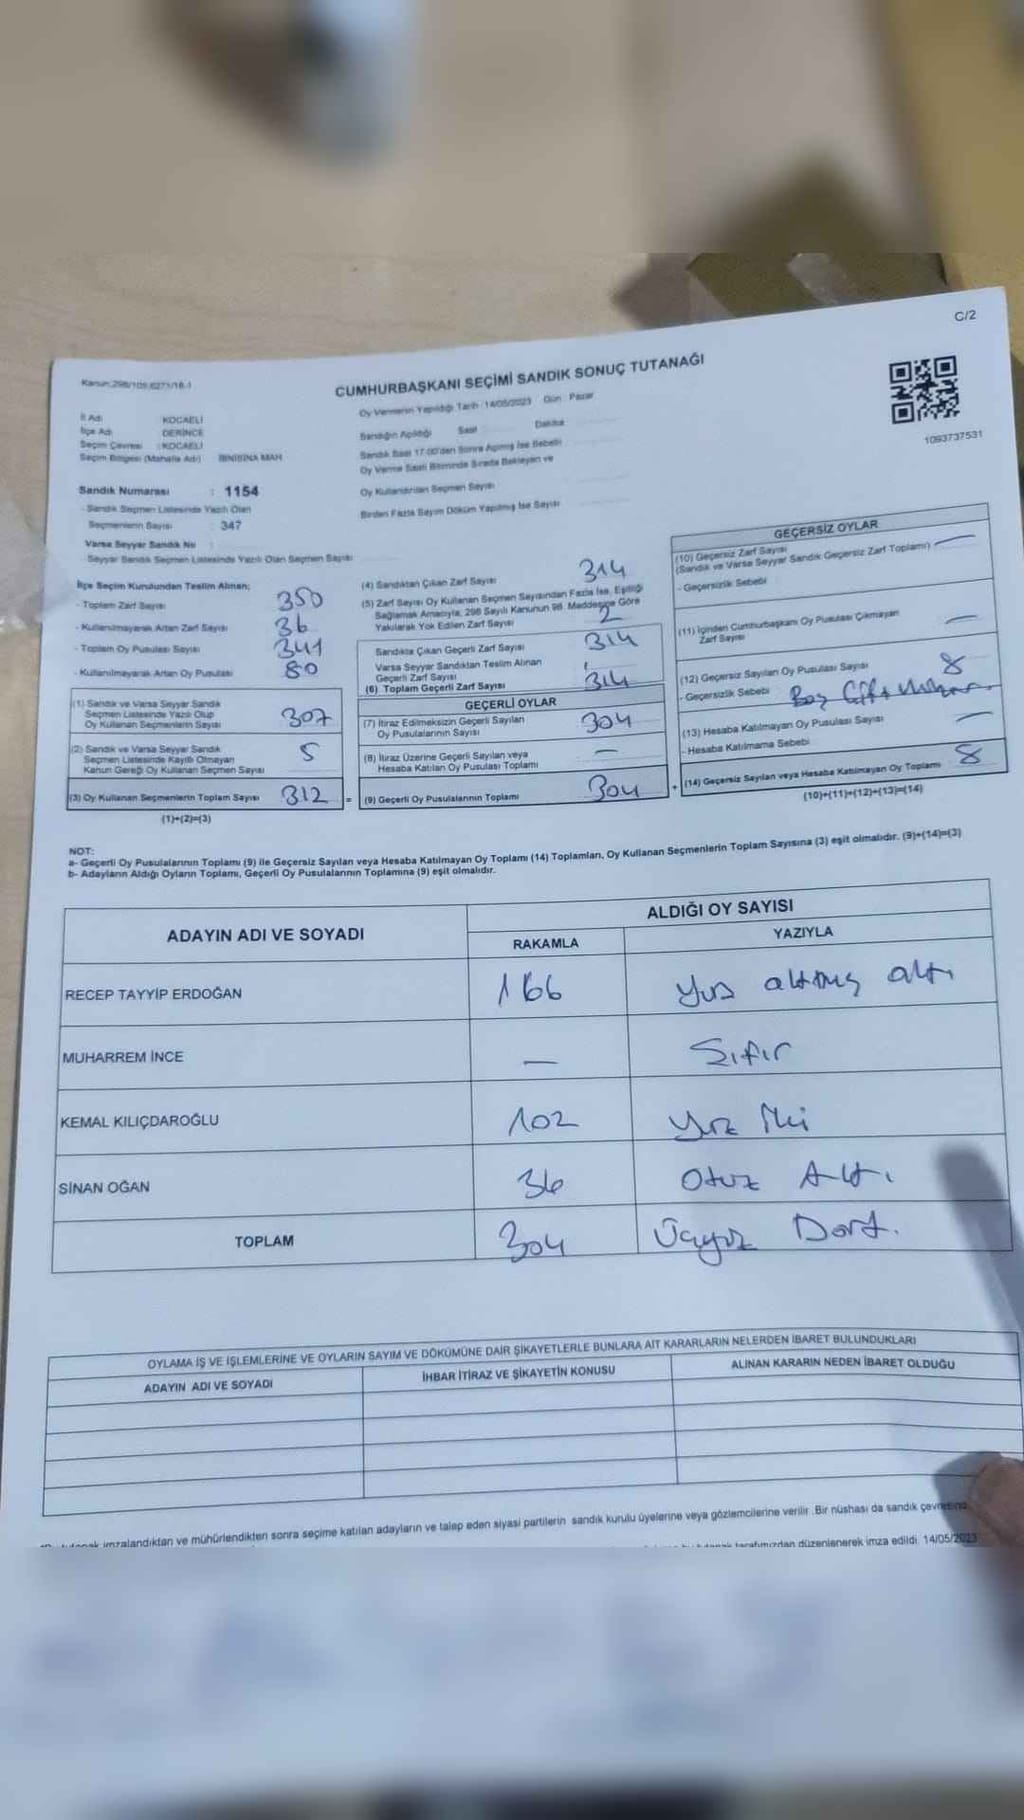 C/2
Kanun:298/105,6271/16-1
CUMHURBAŞKANI SEÇİMİ SANDIK SONUÇ TUTANAĞI
İl Adı KOCAELİ
İlçe Adı DERİNCE
Seçim Çevresi : KOCAELİ
Seçim Bölgesi (Mahalle Adı)
Oy Vermenin Yapıldığı Tarih :14/05/2023 Gün : Pazar
Sandığın Açıldığı Saat Dakika
Sandık Saat 17:00'den Sonra Açılmış İse Sebebi
Oy Verme Saati Bitiminde Sırada Bekleyen ve
Oy Kullandırılan Seçmen Sayısı
Birden Fazla Sayım Döküm Yapılmış İse Sayısı
1093737531
Sandık Numarası : 1154
Sandık Seçmen Listesinde Yazılı Olan
Seçmenlerin Sayısı : 347
Varsa Seyyar Sandık No :
Seyyar Sandık Seçmen Listesinde Yazılı Olan Seçmen Sayısı
İlçe Seçim Kurulundan Teslim Alınan;
- Toplam Zarf Sayısı 350
- Kullanılmayarak Artan Zarf Sayısı 36
- Toplam Oy Pusulası Sayısı 341
- Kullanılmayarak Artan Oy Pusulası 80
(1) Sandık ve Varsa Seyyar Sandık
Seçmen Listesinde Yazılı Olup
Oy Kullanan Seçmenlerin Sayısı 307
(2) Sandık ve Varsa Seyyar Sandık
Seçmen Listesinde Kayıtlı Olmayan
Kanun Gereği Oy Kullanan Seçmen Sayısı 5
(3) Oy Kullanan Seçmenlerin Toplam Sayısı 312 =
(1)+(2)=(3)
(4) Sandıktan Çıkan Zarf Sayısı 314
(5) Zarf Sayısı Oy Kullanan Seçmen Sayısından Fazla İse, Eşitliği
Sağlamak Amacıyla, 298 Sayılı Kanunun 98. Maddesine Göre
Yakılarak Yok Edilen Zarf Sayısı 2
Sandıkta Çıkan Geçerli Zarf Sayısı 314
Varsa Seyyar Sandıktan Teslim Alınan
Geçerli Zarf Sayısı
(6) Toplam Geçerli Zarf Sayısı 314
GEÇERLİ OYLAR
(7) İtiraz Edilmeksizin Geçerli Sayılan
Oy Pusulalarının Sayısı 304
(8) İtiraz Üzerine Geçerli Sayılan veya
Hesaba Katılan Oy Pusulası Toplamı —
(9) Geçerli Oy Pusulalarının Toplamı 304 +
GEÇERSİZ OYLAR
(10) Geçersiz Zarf Sayısı
(Sandık ve Varsa Seyyar Sandık Geçersiz Zarf Toplamı) —
- Geçersizlik Sebebi
(11) İçinden Cumhurbaşkanı Oy Pusulası Çıkmayan
Zarf Sayısı —
(12) Geçersiz Sayılan Oy Pusulası Sayısı 8
- Geçersizlik Sebebi Boş Çift
(13) Hesaba Katılmayan Oy Pusulası Sayısı —
- Hesaba Katılmama Sebebi
(14) Geçersiz Sayılan veya Hesaba Katılmayan Oy Toplamı 8
(10)+(11)+(12)+(13)=(14)
NOT:
a- Geçerli Oy Pusulalarının Toplamı (9) ile Geçersiz Sayılan veya Hesaba Katılmayan Oy Toplamı (14) Toplamları, Oy Kullanan Seçmenlerin Toplam Sayısına (3) eşit olmalıdır. (9)+(14)=(3)
b- Adayların Aldığı Oyların Toplamı, Geçerli Oy Pusulalarının Toplamına (9) eşit olmalıdır.
ADAYIN ADI VE SOYADI
ALDIĞI OY SAYISI
RAKAMLA YAZIYLA
RECEP TAYYİP ERDOĞAN 166 Yüz altmış altı
MUHARREM İNCE — Sıfır
KEMAL KILIÇDAROĞLU 102 Yüz İki
SİNAN OĞAN 36 Otuz Altı
TOPLAM 304 Üçyüz Dört.
OYLAMA İŞ VE İŞLEMLERİNE VE OYLARIN SAYIM VE DÖKÜMÜNE DAİR ŞİKAYETLERLE BUNLARA AİT KARARLARIN NELERDEN İBARET BULUNDUKLARI
ADAYIN ADI VE SOYADI İHBAR İTİRAZ VE ŞİKAYETİN KONUSU ALINAN KARARIN NEDEN İBARET OLDUĞU
imzalandıktan ve mühürlendikten sonra seçime katılan adayların ve talep eden siyasi partilerin sandık kurulu üyelerine veya gözlemcilerine verilir. Bir nüshası da sandık
tarafımızdan düzenlenerek imza edildi. 14/05/2023